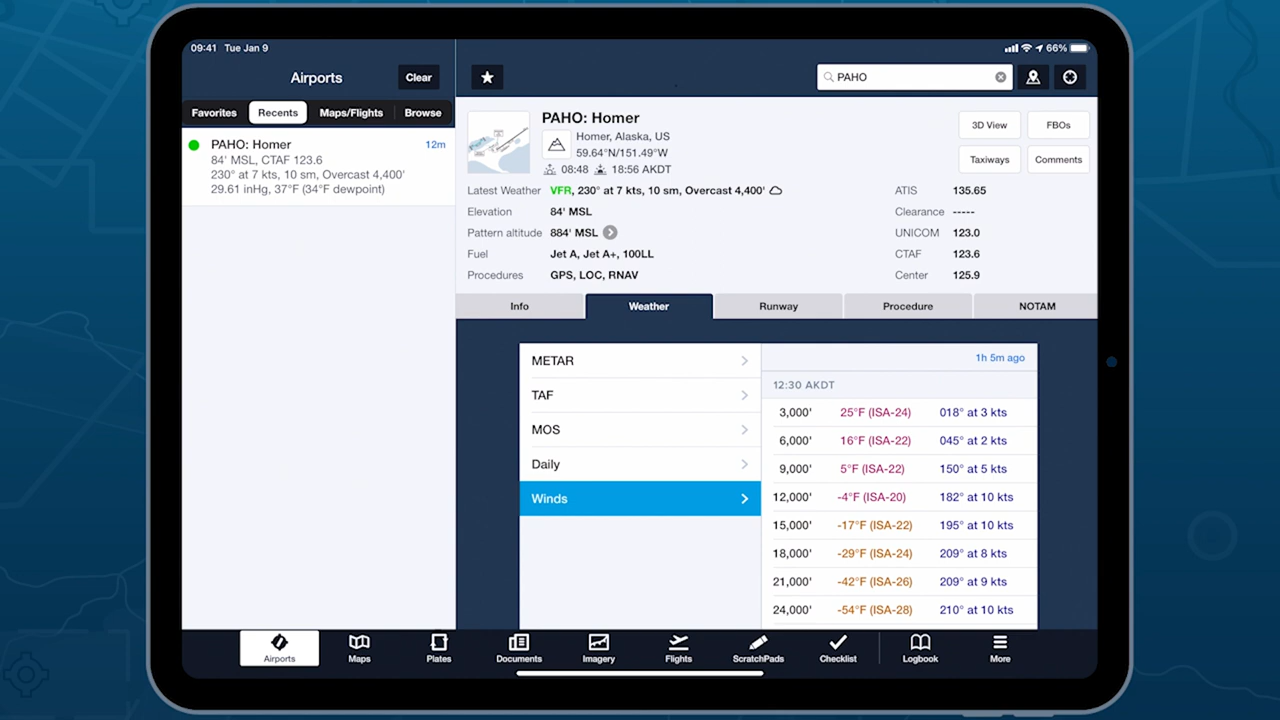 09:41 Tue Jan 9
66%
Airports
Clear
Favorites
Recents
Maps/Flights
Browse
PAHO: Homer
12m
84' MSL, CTAF 123.6
230° at 7 kts, 10 sm, Overcast 4,400'
29.61 inHg, 37°F (34°F dewpoint)
PAHO
PAHO: Homer
Homer, Alaska, US
59.64°N/151.49°W
08:48 18:56 AKDT
3D View
FBOs
Taxiways
Comments
Latest Weather VFR, 230° at 7 kts, 10 sm, Overcast 4,400'
Elevation 84' MSL
Pattern altitude 884' MSL
Fuel Jet A, Jet A+, 100LL
Procedures GPS, LOC, RNAV
ATIS 135.65
Clearance -----
UNICOM 123.0
CTAF 123.6
Center 125.9
Info
Weather
Runway
Procedure
NOTAM
METAR
TAF
MOS
Daily
Winds
1h 5m ago
12:30 AKDT
3,000' 25°F (ISA-24) 018° at 3 kts
6,000' 16°F (ISA-22) 045° at 2 kts
9,000' 5°F (ISA-22) 150° at 5 kts
12,000' -4°F (ISA-20) 182° at 10 kts
15,000' -17°F (ISA-22) 195° at 10 kts
18,000' -29°F (ISA-24) 209° at 8 kts
21,000' -42°F (ISA-26) 209° at 9 kts
24,000' -54°F (ISA-28) 210° at 10 kts
Airports
Maps
Plates
Documents
Imagery
Flights
ScratchPads
Checklist
Logbook
More